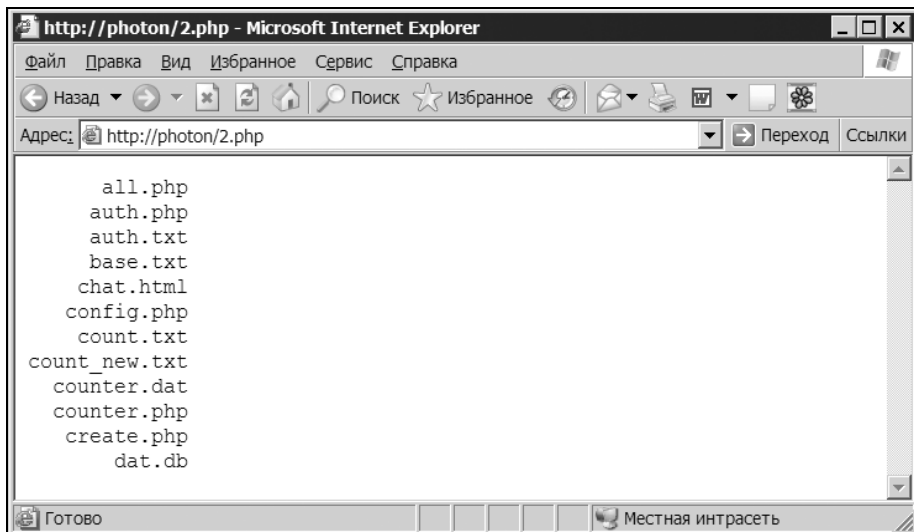 http://photon/2.php - Microsoft Internet Explorer
Файл Правка Вид Избранное Сервис Справка
Назад Поиск Избранное
Адрес: http://photon/2.php Переход Ссылки
all.php
auth.php
auth.txt
base.txt
chat.html
config.php
count.txt
count_new.txt
counter.dat
counter.php
create.php
dat.db
Готово Местная интрасеть